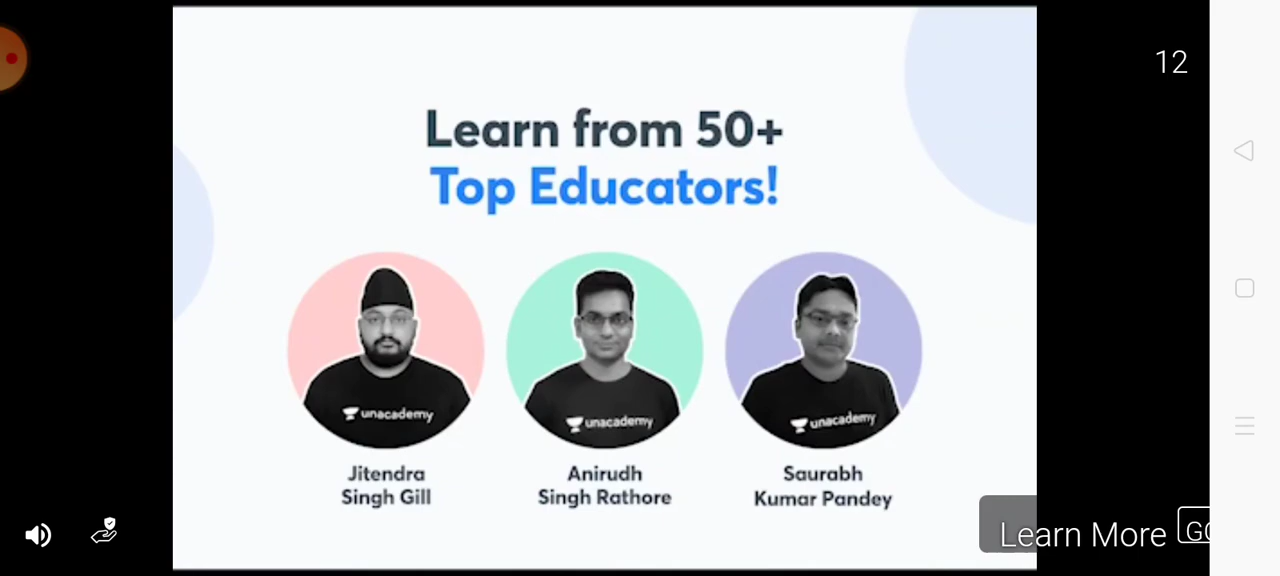 12
Learn from 50+
Top Educators!
unacademy
unacademy
unacademy
Jitendra
Singh Gill
Anirudh
Singh Rathore
Saurabh
Kumar Pandey
Learn More